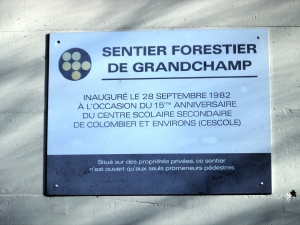 SENTIER FORESTIER
DE GRANDCHAMP
INAUGURÉ LE 28 SEPTEMBRE 1982
À L'OCCASION DU 15ME ANNIVERSAIRE
DU CENTRE SCOLAIRE SECONDAIRE
DE COLOMBIER ET ENVIRONS (CESCOLE)
Situé sur des propriétés privées, ce sentier
n'est ouvert qu'aux seuls promeneurs pédestres